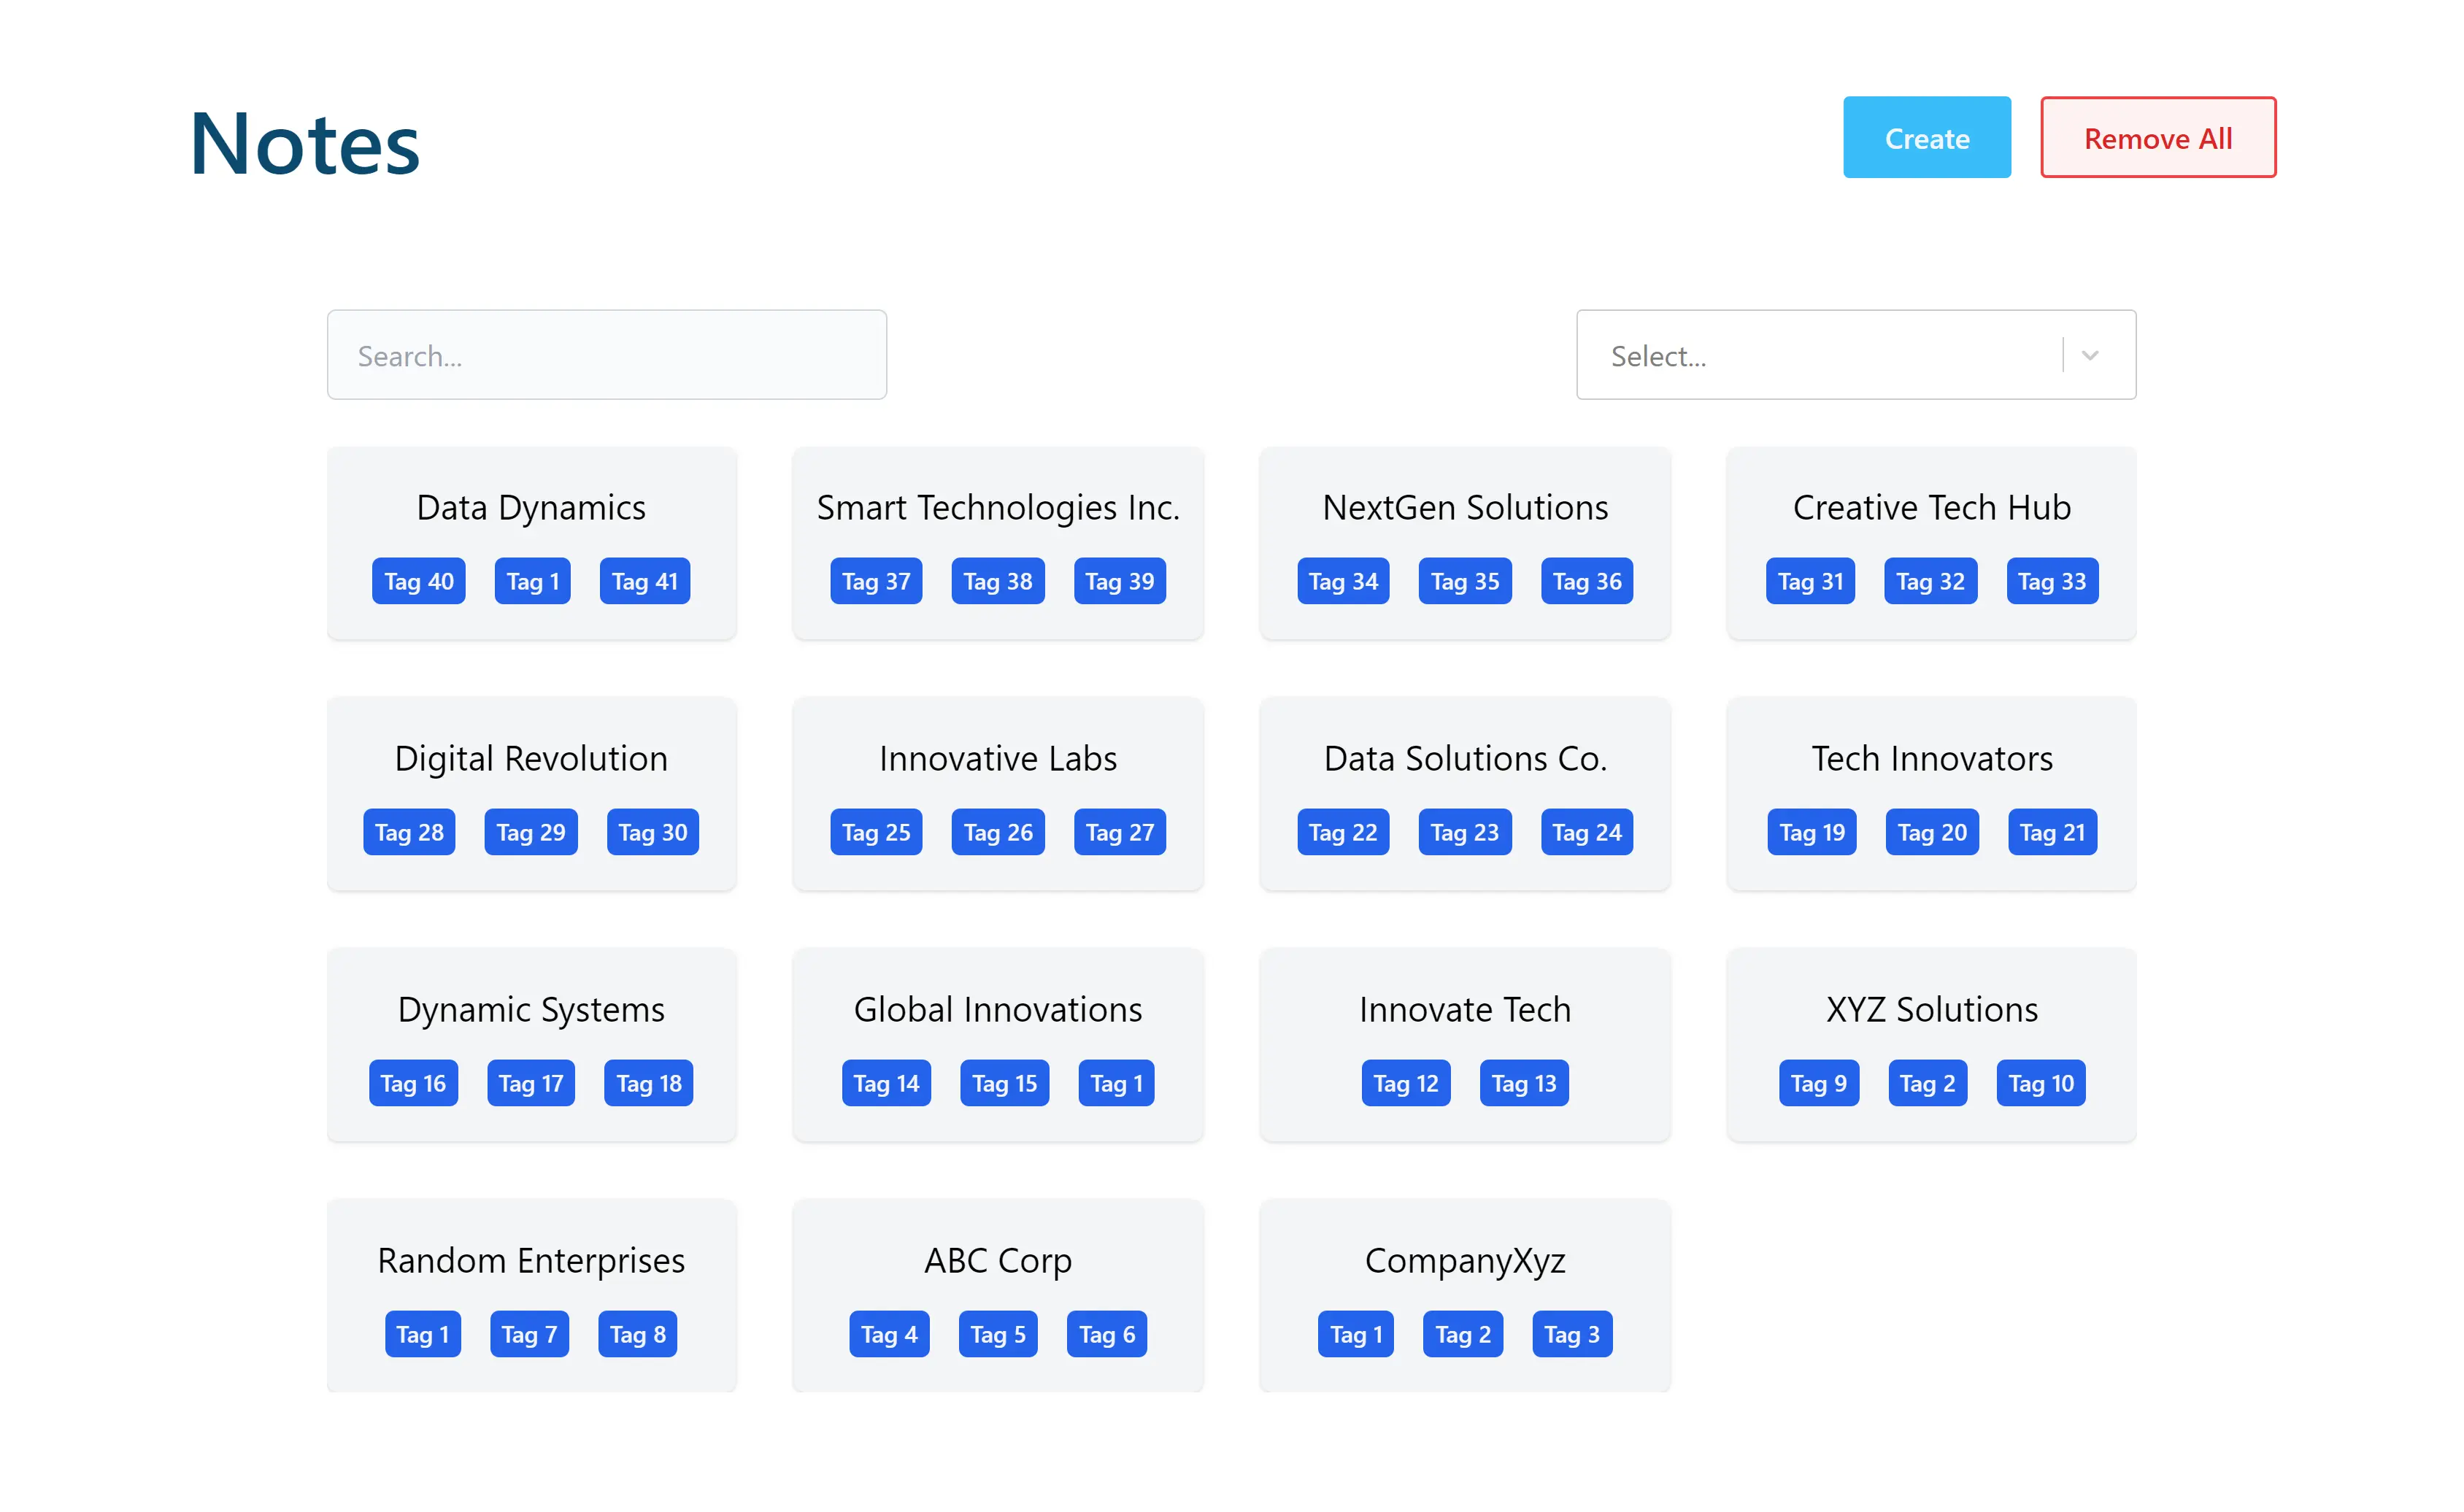 Notes
Create
Remove All
Search...
Select...
Data Dynamics
Tag 40 Tag 1 Tag 41
Smart Technologies Inc.
Tag 37 Tag 38 Tag 39
NextGen Solutions
Tag 34 Tag 35 Tag 36
Creative Tech Hub
Tag 31 Tag 32 Tag 33
Digital Revolution
Tag 28 Tag 29 Tag 30
Innovative Labs
Tag 25 Tag 26 Tag 27
Data Solutions Co.
Tag 22 Tag 23 Tag 24
Tech Innovators
Tag 19 Tag 20 Tag 21
Dynamic Systems
Tag 16 Tag 17 Tag 18
Global Innovations
Tag 14 Tag 15 Tag 1
Innovate Tech
Tag 12 Tag 13
XYZ Solutions
Tag 9 Tag 2 Tag 10
Random Enterprises
Tag 1 Tag 7 Tag 8
ABC Corp
Tag 4 Tag 5 Tag 6
CompanyXyz
Tag 1 Tag 2 Tag 3